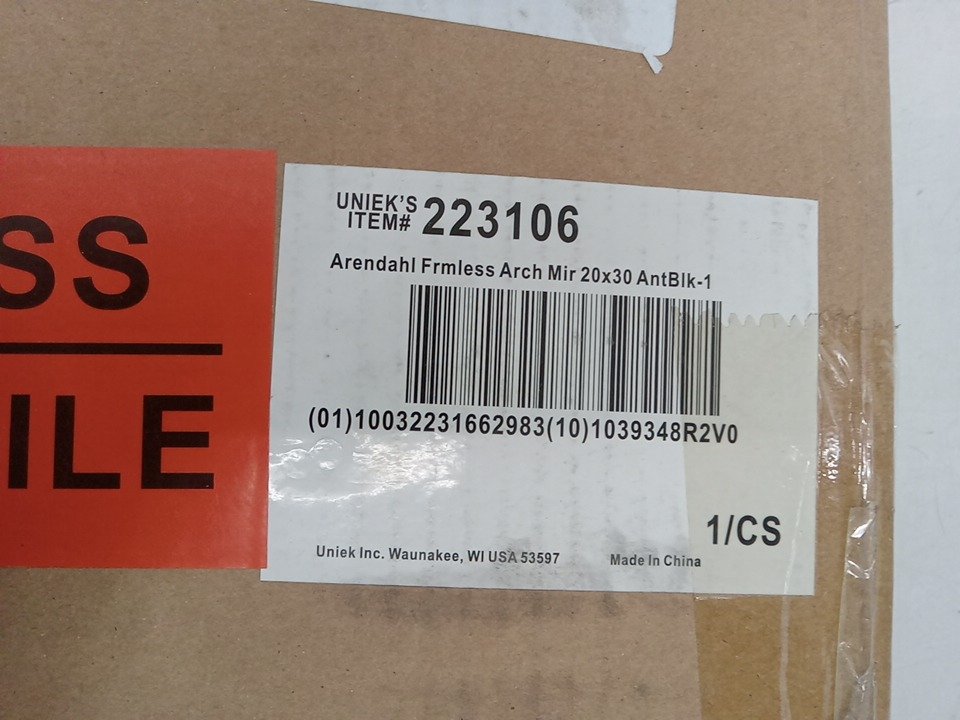 SS
ILE
UNIEK'S
ITEM# 223106
Arendahl Frmless Arch Mir 20x30 AntBlk-1
(01)10032231662983(10)1039348R2V0
1/CS
Uniek Inc. Waunakee, WI USA 53597 Made In China